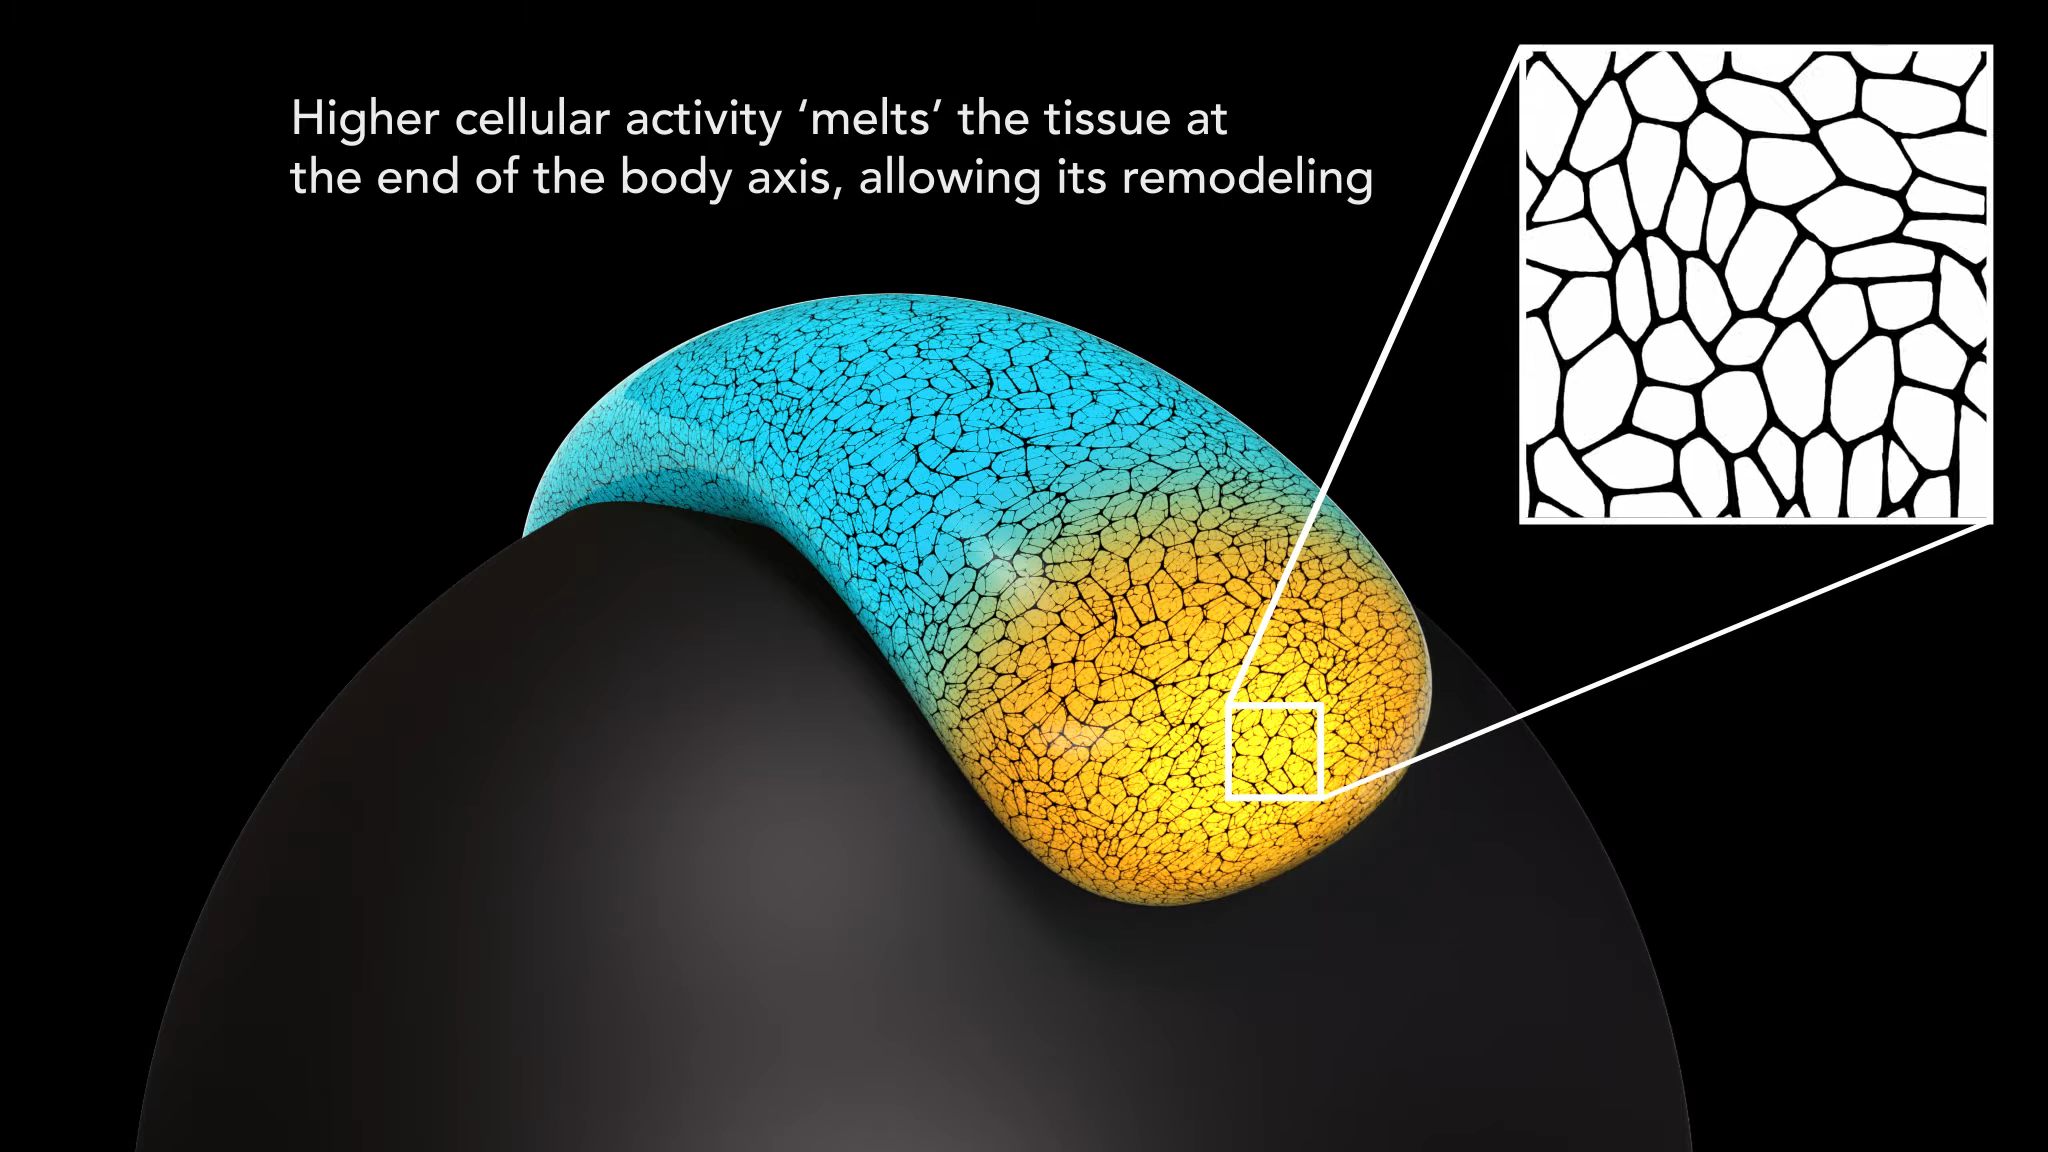 Higher cellular activity ‘melts’ the tissue at
the end of the body axis, allowing its remodeling